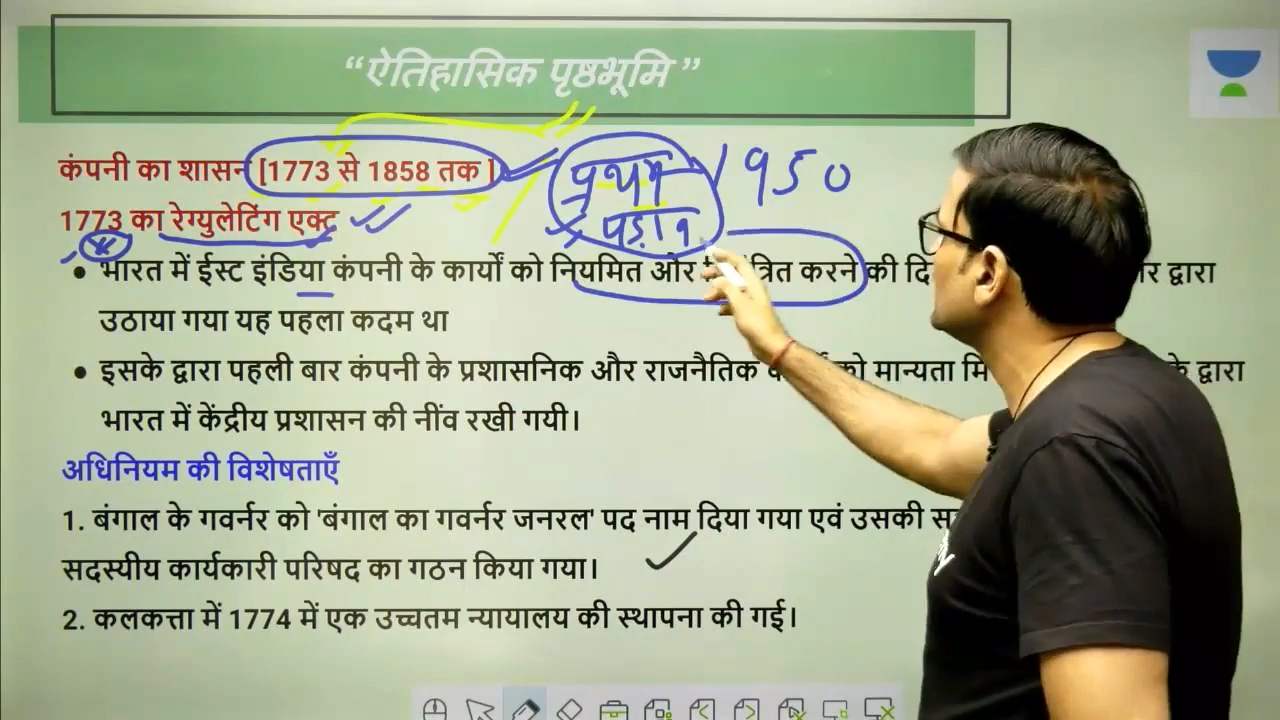 “ऐतिहासिक पृष्ठभूमि”
कंपनी का शासन [1773 से 1858 तक ]
प्रथम
पड़ाव
1950
1773 का रेग्युलेटिंग एक्ट
• भारत में ईस्ट इंडिया कंपनी के कार्यों को नियमित और करने की द्वारा
उठाया गया यह पहला कदम था
• इसके द्वारा पहली बार कंपनी के प्रशासनिक और राजनैतिक को मान्यता के द्वारा
भारत में केंद्रीय प्रशासन की नींव रखी गयी।
अधिनियम की विशेषताएँ
1. बंगाल के गवर्नर को 'बंगाल का गवर्नर जनरल' पद नाम दिया गया एवं उसकी
सदस्यीय कार्यकारी परिषद का गठन किया गया।
2. कलकत्ता में 1774 में एक उच्चतम न्यायालय की स्थापना की गई।